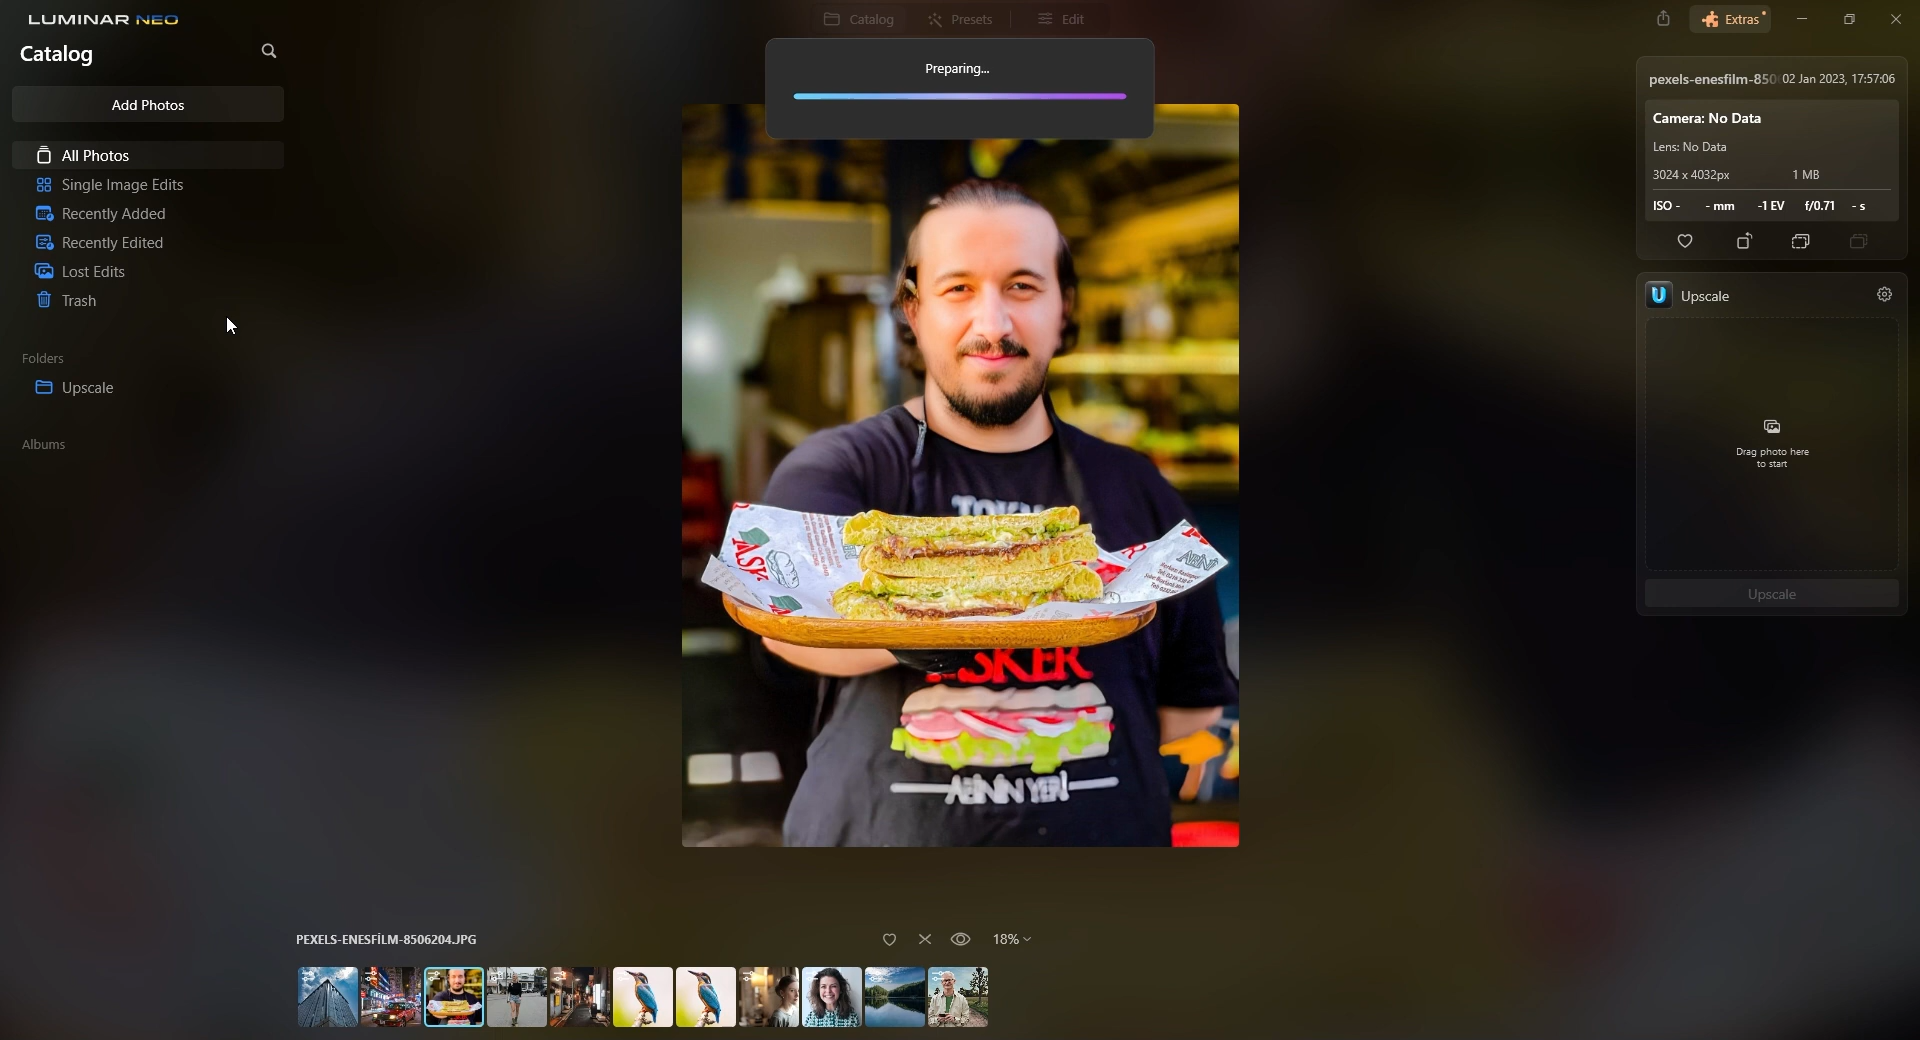 LUMINAR NEO
Catalog
Presets
Edit
Extras
Catalog
Preparing...
Add Photos
All Photos
Single Image Edits
Recently Added
Recently Edited
Lost Edits
Trash
Folders
Upscale
Albums
pexels-enesfilm-850 02 Jan 2023, 17:57:06
Camera: No Data
Lens: No Data
3024 x 4032px 1 MB
ISO - - mm -1 EV f/0.71 - s
Upscale
Drag photo here
to start
Upscale
ASK
R
SKER
PEXELS-ENESFİLM-8506204.JPG
18%